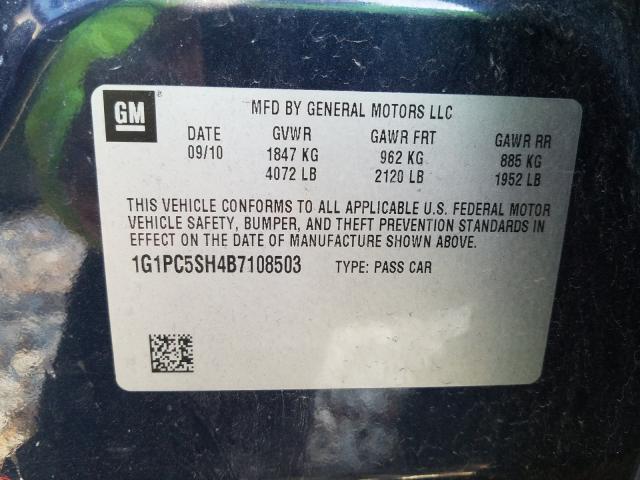 GM
MFD BY GENERAL MOTORS LLC
DATE GVWR GAWR FRT GAWR RR
09/10 1847 KG 962 KG 885 KG
4072 LB 2120 LB 1952 LB
THIS VEHICLE CONFORMS TO ALL APPLICABLE U.S. FEDERAL MOTOR
VEHICLE SAFETY, BUMPER, AND THEFT PREVENTION STANDARDS IN
EFFECT ON THE DATE OF MANUFACTURE SHOWN ABOVE.
1G1PC5SH4B7108503 TYPE: PASS CAR